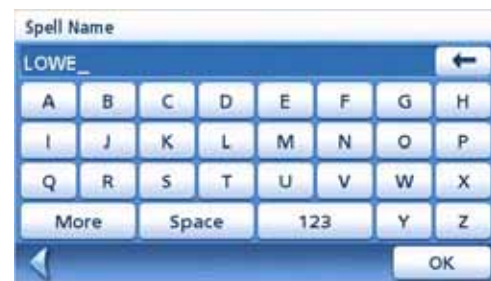 Spell Name
LOWE_
A B C D E F G H
I J K L M N O P
Q R S T U V W X
More Space 123 Y Z
OK